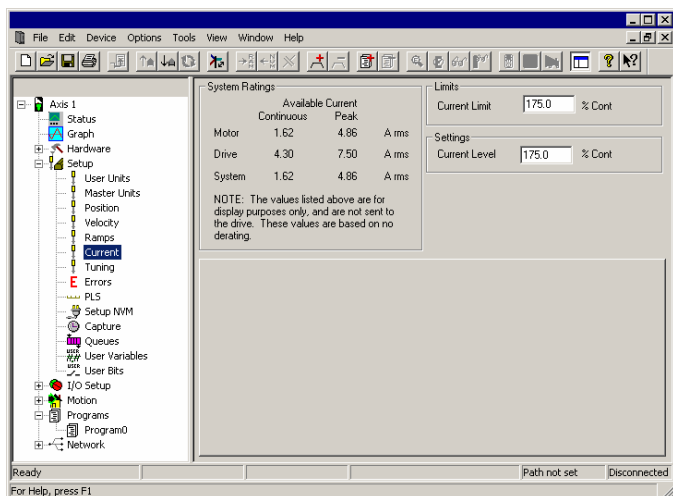 File Edit Device Options Tools View Window Help
Axis 1
Status
Graph
Hardware
Setup
User Units
Master Units
Position
Velocity
Ramps
Current
Tuning
E Errors
PLS
Setup NVM
Capture
Queues
USER User Variables
USER User Bits
I/O Setup
Motion
Programs
Program0
Network
System Ratings
Available Current
Continuous Peak
Motor 1.62 4.86 A rms
Drive 4.30 7.50 A rms
System 1.62 4.86 A rms
NOTE: The values listed above are for
display purposes only, and are not sent to
the drive. These values are based on no
derating.
Limits
Current Limit 175.0 % Cont
Settings
Current Level 175.0 % Cont
Ready Path not set Disconnected
For Help, press F1